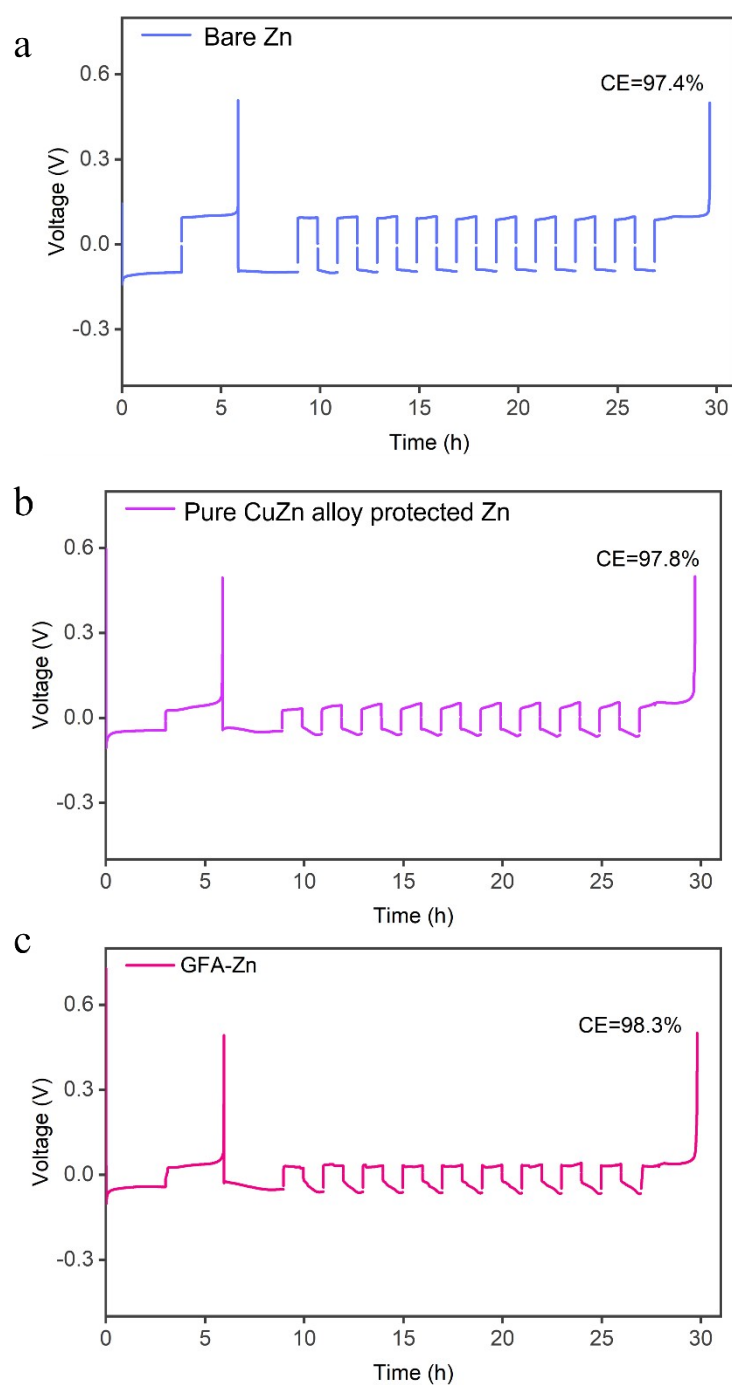 a
Bare Zn
CE=97.4%
0.6
0.3
0.0
-0.3
Voltage (V)
0 5 10 15 20 25 30
Time (h)
b
Pure CuZn alloy protected Zn
CE=97.8%
0.6
0.3
0.0
-0.3
Voltage (V)
0 5 10 15 20 25 30
Time (h)
c
GFA-Zn
CE=98.3%
0.6
0.3
0.0
-0.3
Voltage (V)
0 5 10 15 20 25 30
Time (h)